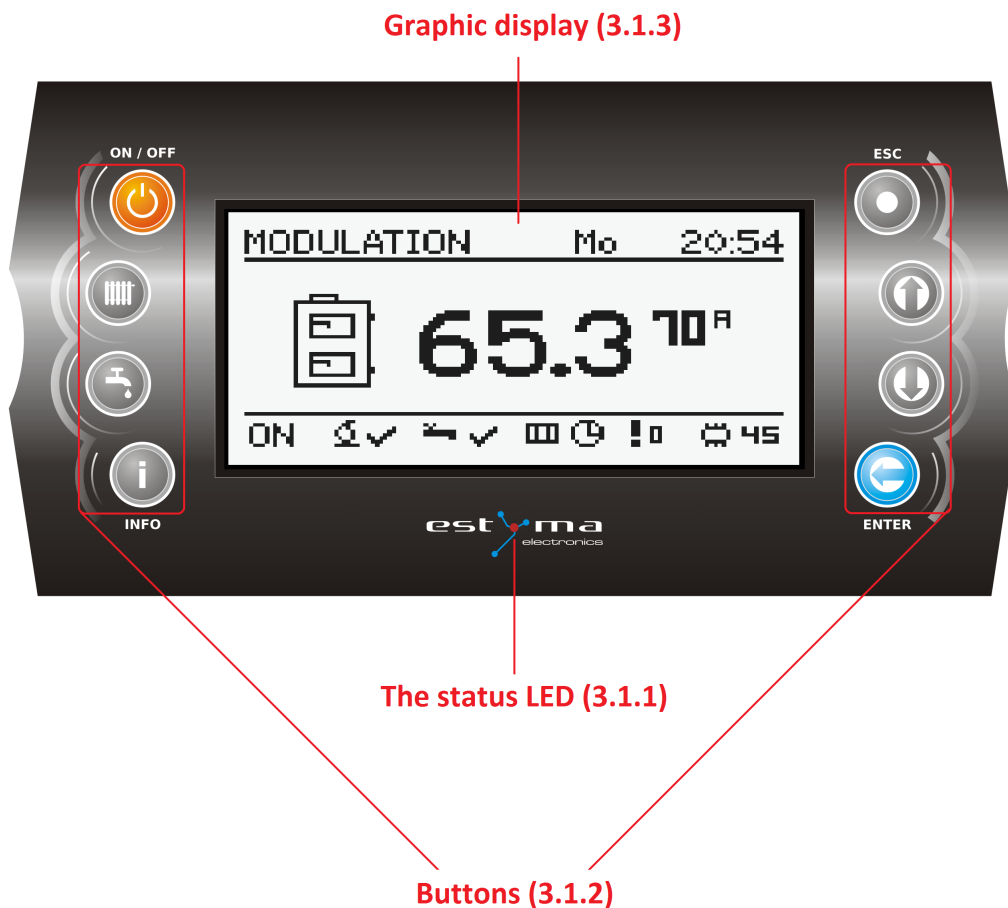 Graphic display (3.1.3)
ON / OFF
ESC
MODULATION Mo 20:54
65.3 70 A
ON 0 45
INFO
ENTER
estyma
electronics
The status LED (3.1.1)
Buttons (3.1.2)